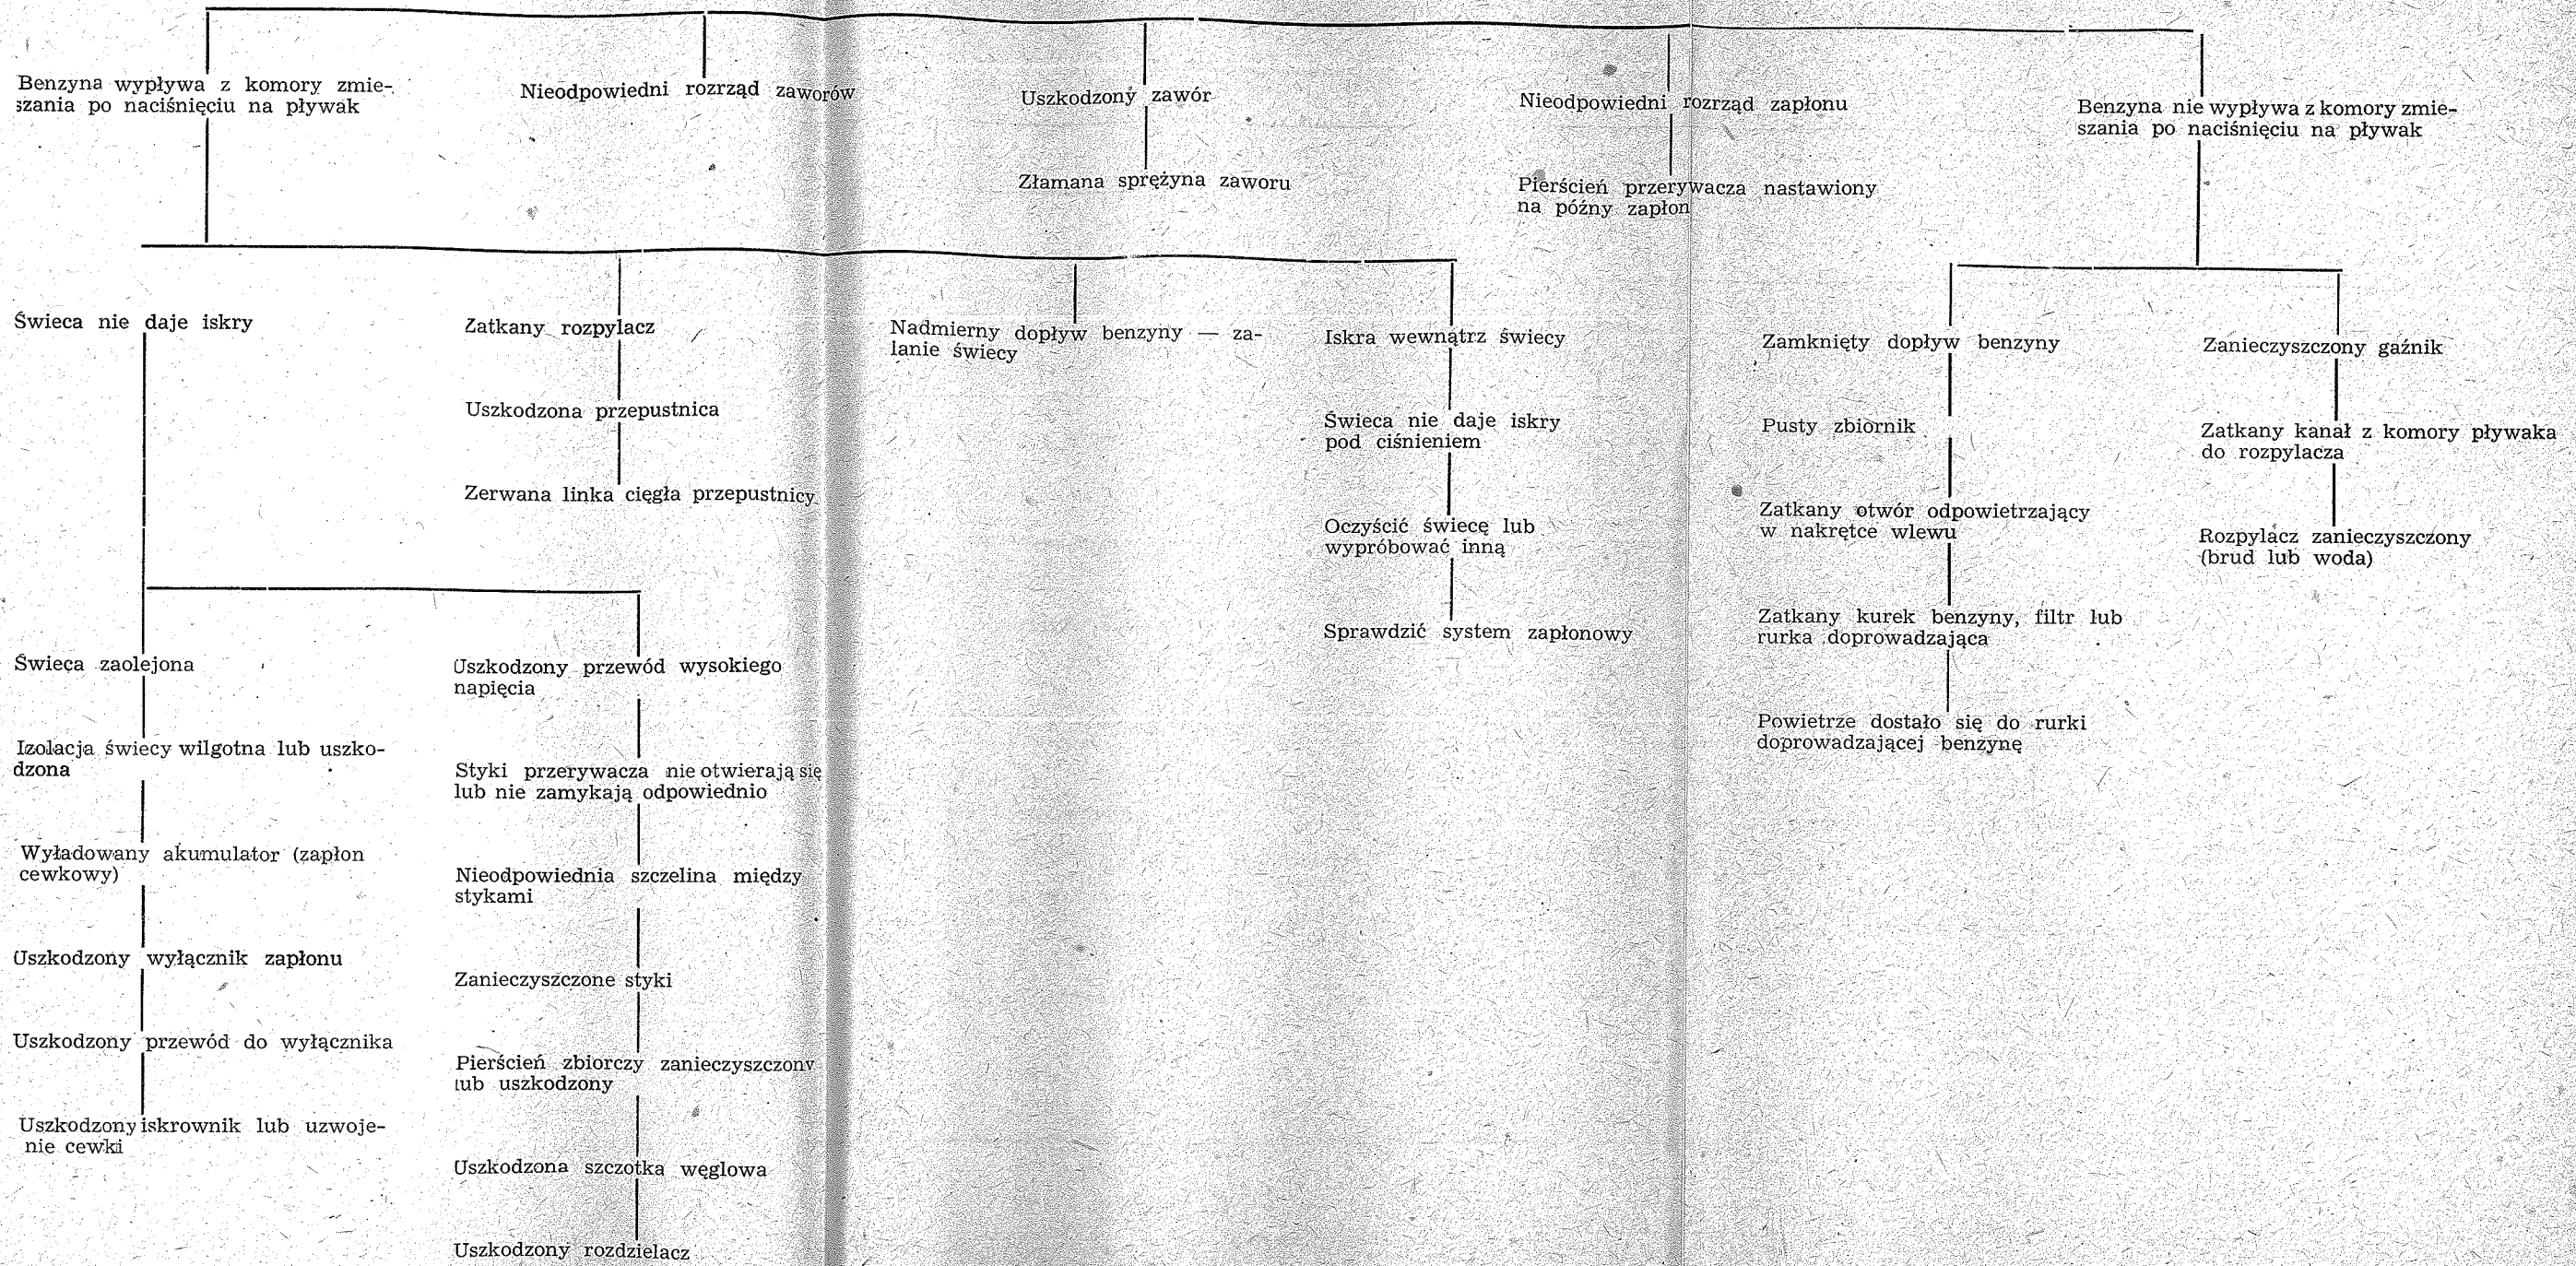 Benzyna wypływa z komory zmie-
szania po naciśnięciu na pływak
Nieodpowiedni rozrząd zaworów
Uszkodzony zawór
Złamana sprężyna zaworu
Nieodpowiedni rozrząd zapłonu
Pierścień przerywacza nastawiony
na późny zapłon
Benzyna nie wypływa z komory zmie-
szania po naciśnięciu na pływak
Świeca nie daje iskry
Zatkany rozpylacz
Uszkodzona przepustnica
Zerwana linka cięgła przepustnicy
Nadmierny dopływ benzyny — za-
lanie świecy
Iskra wewnątrz świecy
Świeca nie daje iskry
pod ciśnieniem
Oczyścić świecę lub
wypróbować inną
Sprawdzić system zapłonowy
Zamknięty dopływ benzyny
Pusty zbiornik
Zatkany otwór odpowietrzający
w nakrętce wlewu
Zatkany kurek benzyny, filtr lub
rurka doprowadzająca
Powietrze dostało się do rurki
doprowadzającej benzynę
Zanieczyszczony gaźnik
Zatkany kanał z komory pływaka
do rozpylacza
Rozpylacz zanieczyszczony
(brud lub woda)
Świeca zaolejona
Izolacja świecy wilgotna lub uszko-
dzona
Wyładowany akumulator (zapłon
cewkowy)
Uszkodzony wyłącznik zapłonu
Uszkodzony przewód do wyłącznika
Uszkodzony iskrownik lub uzwoje-
nie cewki
Uszkodzony przewód wysokiego
napięcia
Styki przerywacza nie otwierają się
lub nie zamykają odpowiednio
Nieodpowiednia szczelina między
stykami
Zanieczyszczone styki
Pierścień zbiorczy zanieczyszczony
lub uszkodzony
Uszkodzona szczotka węglowa
Uszkodzony rozdzielacz